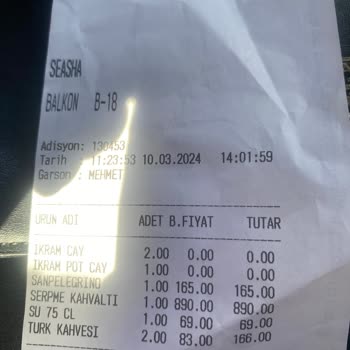 SEASHA
BALKON B-18
Adisyon: 130453
Tarih : 11:23:53 10.03.2024 14:01:59
Garson : MEHMET
ÜRÜN ADI ADET B.FIYAT TUTAR
IKRAM CAY 2.00 0.00 0.00
IKRAM POT CAY 1.00 0.00 0.00
SANPELEGRINO 1.00 165.00 165.00
SERPME KAHVALTI 1.00 890.00 890.00
SU 75 CL 1.00 69.00 69.00
TURK KAHVESI 2.00 83.00 166.00